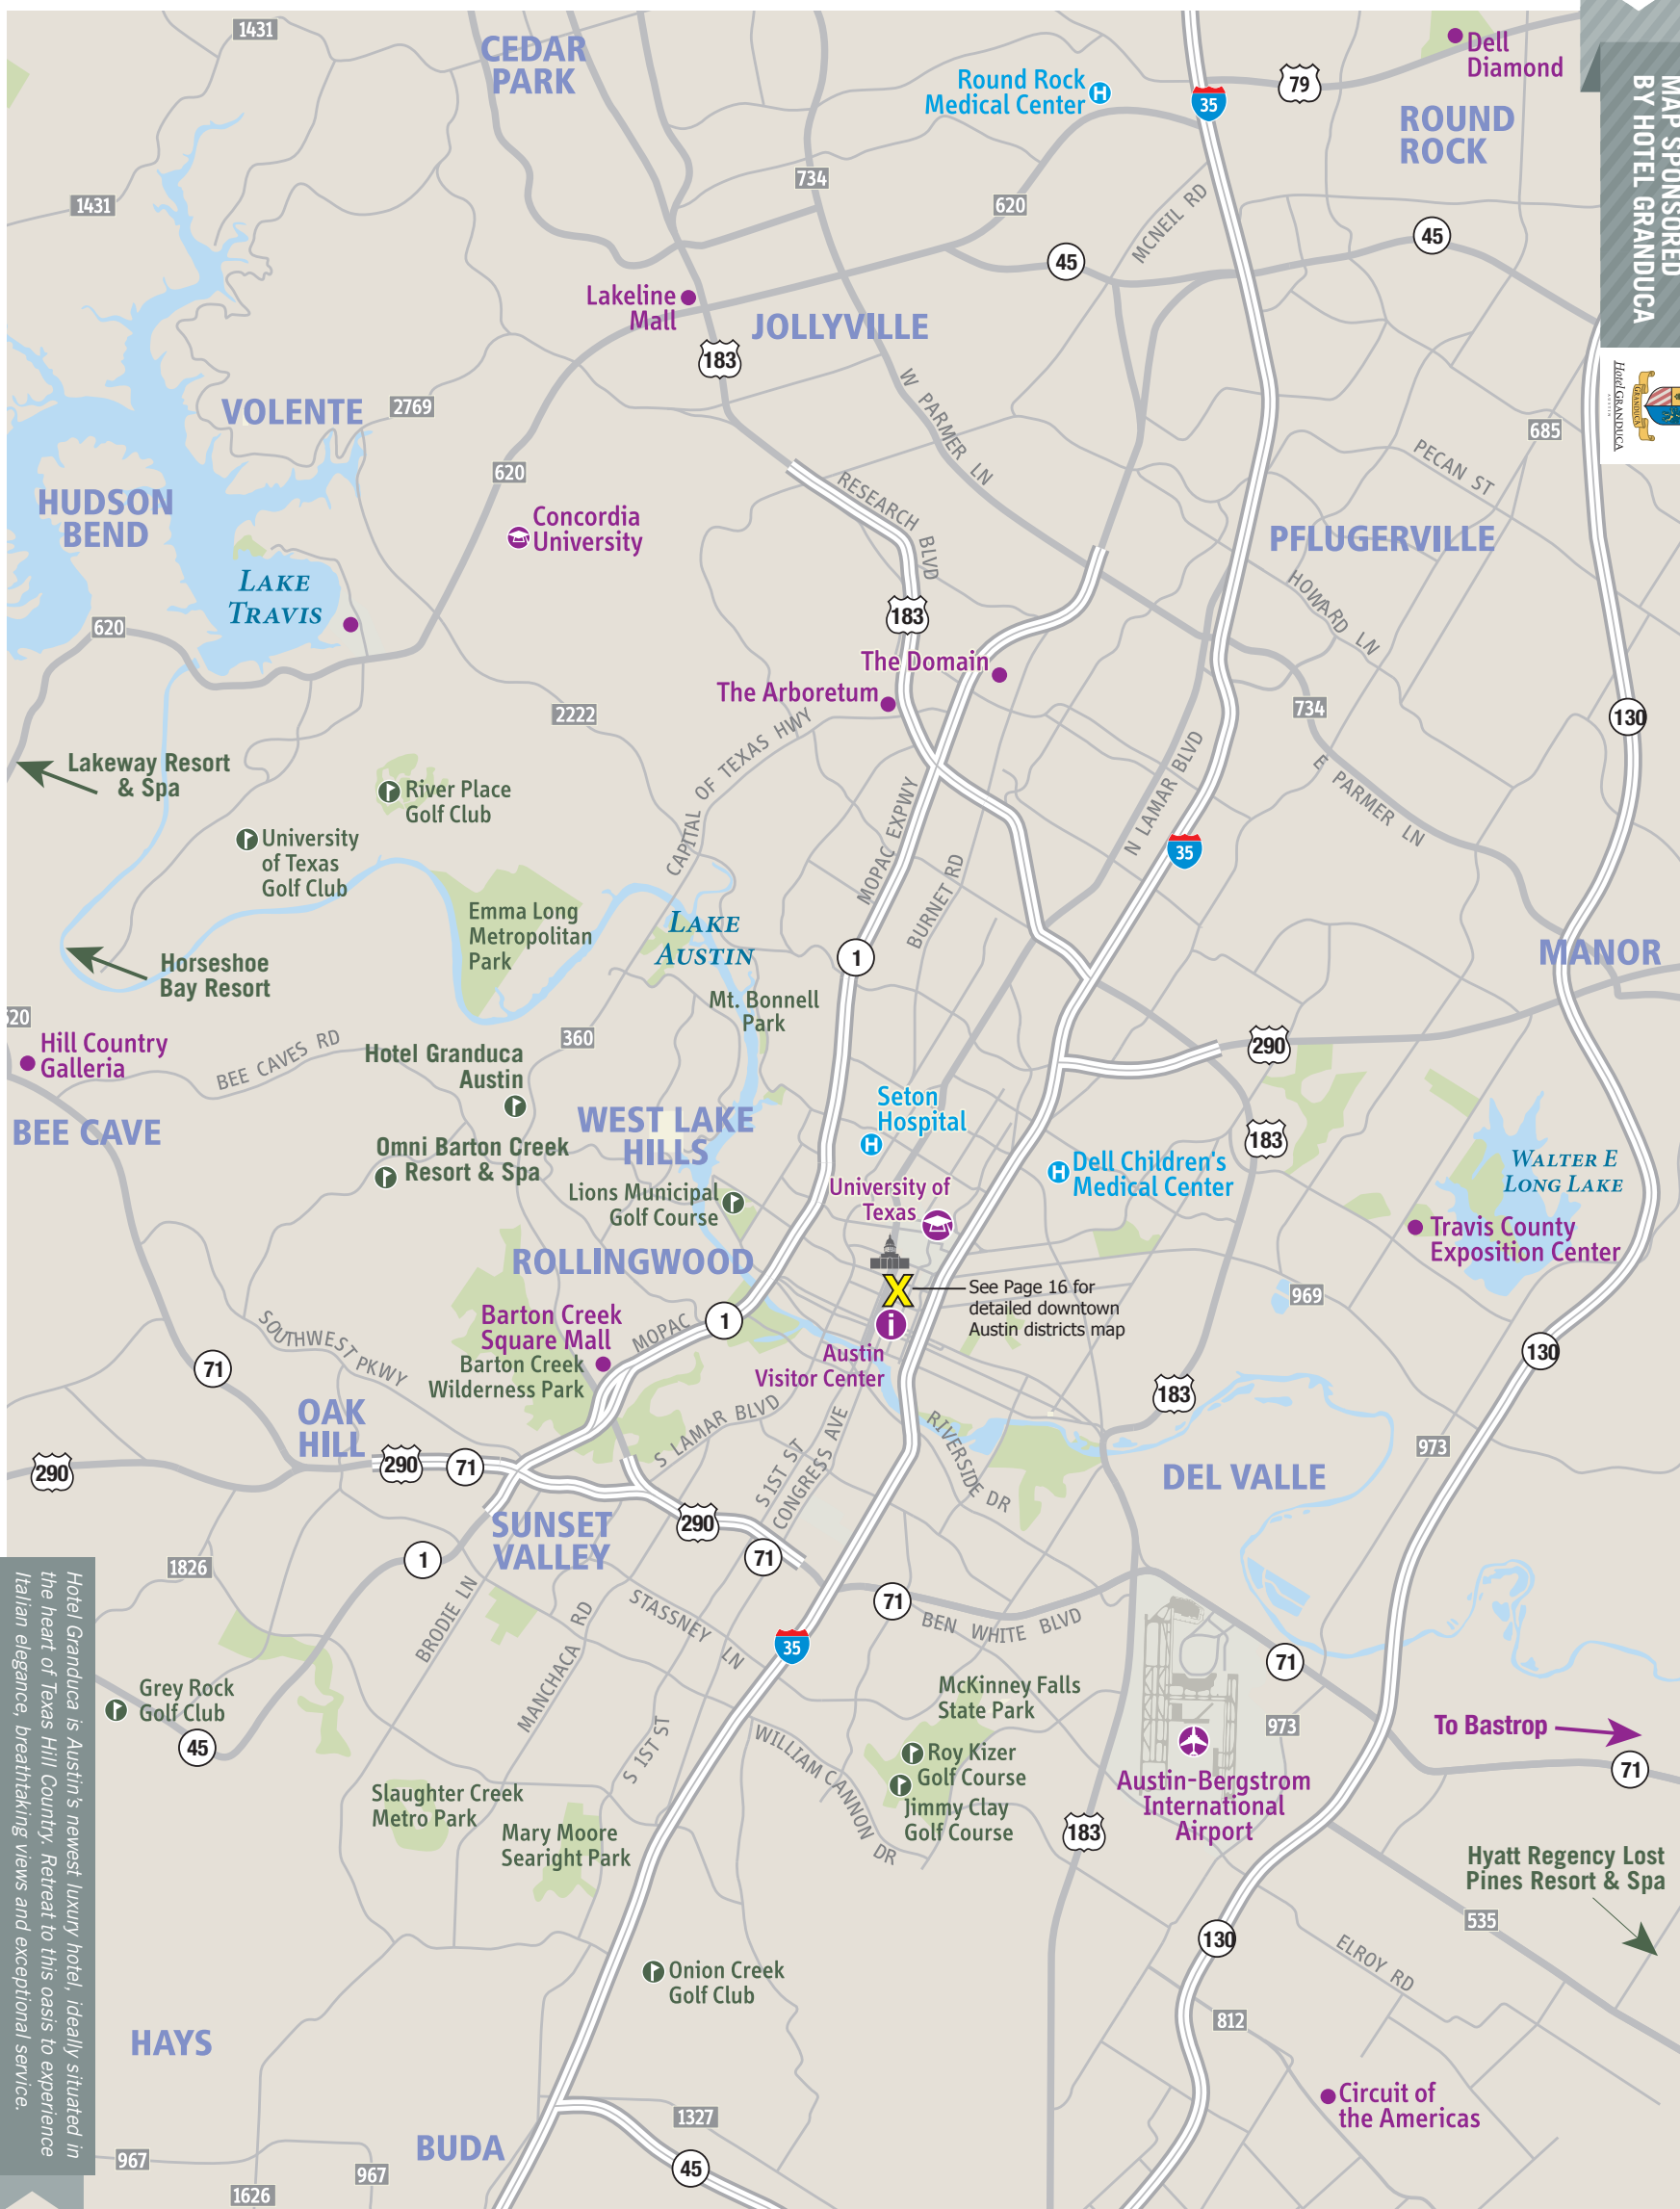 1431
CEDAR
PARK
Round Rock
Medical Center
H
35
79
Dell
Diamond
ROUND
ROCK
MAP SPONSORED
BY HOTEL GRANDUCA
GRANDUCA
Hotel GRANDUCA
AUSTIN
1431
734
620
MCNEIL RD
45
45
Lakeline
Mall
JOLLYVILLE
183
W PARMER LN
VOLENTE
2769
685
PECAN ST
620
RESEARCH BLVD
HUDSON
BEND
Concordia
University
PFLUGERVILLE
LAKE
TRAVIS
HOWARD LN
620
183
The Domain
The Arboretum
2222
734
130
CAPITAL OF TEXAS HWY
N LAMAR BLVD
Lakeway Resort
& Spa
River Place
Golf Club
MOPAC EXPWY
E PARMER LN
University
of Texas
Golf Club
35
BURNET RD
Emma Long
Metropolitan
Park
LAKE
AUSTIN
1
MANOR
Horseshoe
Bay Resort
Mt. Bonnell
Park
620
Hill Country
Galleria
BEE CAVES RD
360
290
Hotel Granduca
Austin
BEE CAVE
WEST LAKE
HILLS
Seton
Hospital
H
183
Omni Barton Creek
Resort & Spa
H
Dell Children's
Medical Center
WALTER E
LONG LAKE
Lions Municipal
Golf Course
University of
Texas
Travis County
Exposition Center
ROLLINGWOOD
X
See Page 16 for
detailed downtown
Austin districts map
969
Barton Creek
Square Mall
MOPAC
1
i
SOUTHWEST PKWY
Barton Creek
Wilderness Park
Austin
Visitor Center
130
71
183
OAK
HILL
S LAMAR BLVD
S 1ST ST
CONGRESS AVE
RIVERSIDE DR
973
290
290
71
DEL VALLE
SUNSET
VALLEY
290
71
1826
1
BRODIE LN
MANCHACA RD
STASSNEY LN
71
BEN WHITE BLVD
35
71
Grey Rock
Golf Club
McKinney Falls
State Park
973
To Bastrop
45
S 1ST ST
WILLIAM CANNON DR
Roy Kizer
Golf Course
71
Slaughter Creek
Metro Park
Jimmy Clay
Golf Course
Austin-Bergstrom
International
Airport
183
Mary Moore
Searight Park
Hyatt Regency Lost
Pines Resort & Spa
535
130
ELROY RD
Onion Creek
Golf Club
812
HAYS
Circuit of
the Americas
1327
BUDA
967
967
45
1626
Hotel Granduca is Austin's newest luxury hotel, ideally situated in
the heart of Texas Hill Country. Retreat to this oasis to experience
Italian elegance, breathtaking views and exceptional service.